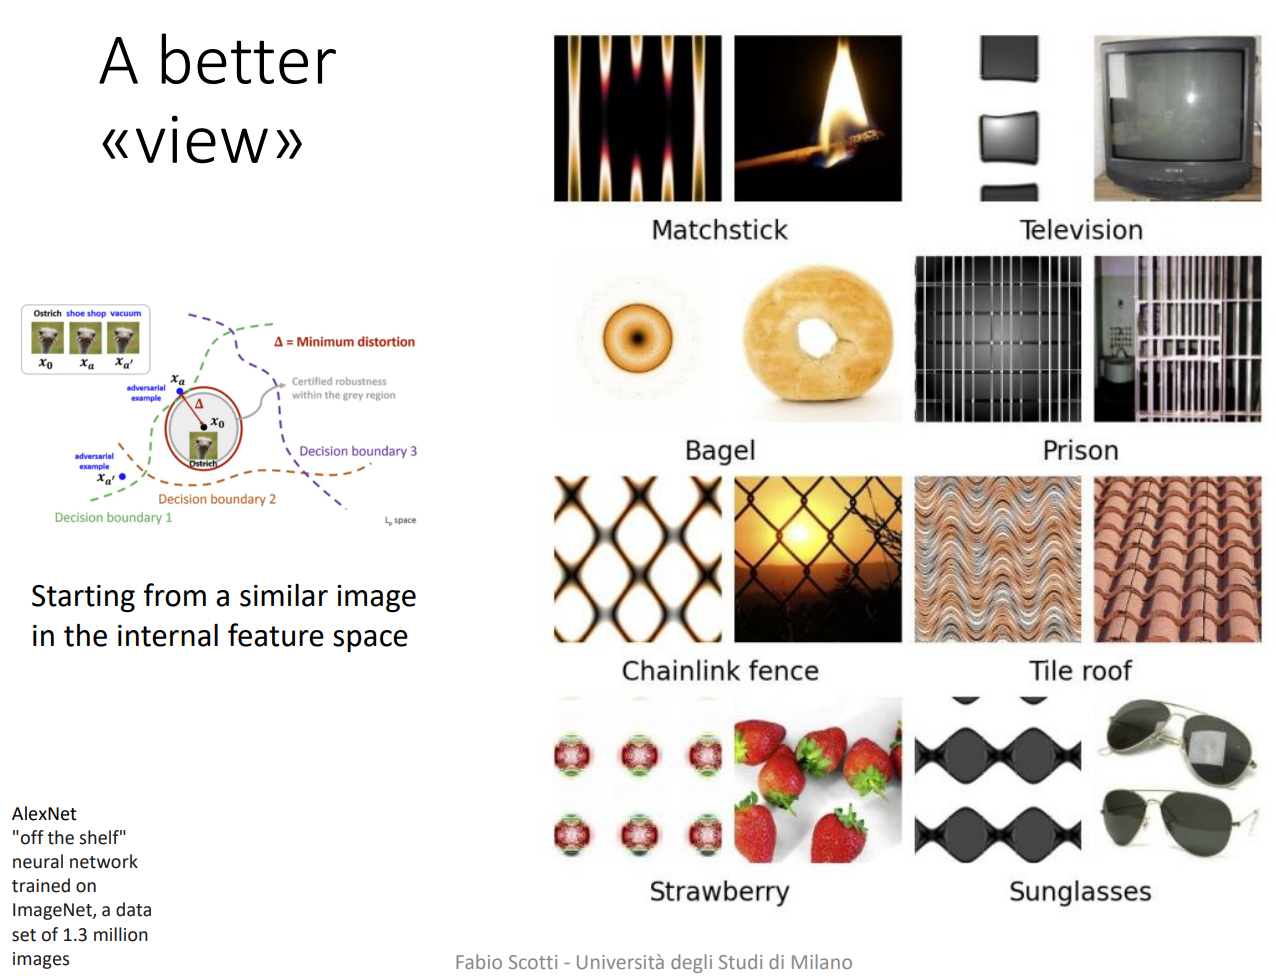 A better
«view»
Matchstick
Television
Bagel
Prison
Chainlink fence
Tile roof
Strawberry
Sunglasses
Ostrich shoe shop vacuum
x₀ xₐ xₐ′
Δ = Minimum distortion
xₐ
adversarial
example
Δ
Certified robustness
within the grey region
x₀
Ostrich
Decision boundary 3
adversarial
example
xₐ′
Decision boundary 2
Decision boundary 1
Lₚ space
Starting from a similar image
in the internal feature space
AlexNet
"off the shelf"
neural network
trained on
ImageNet, a data
set of 1.3 million
images
Fabio Scotti - Università degli Studi di Milano